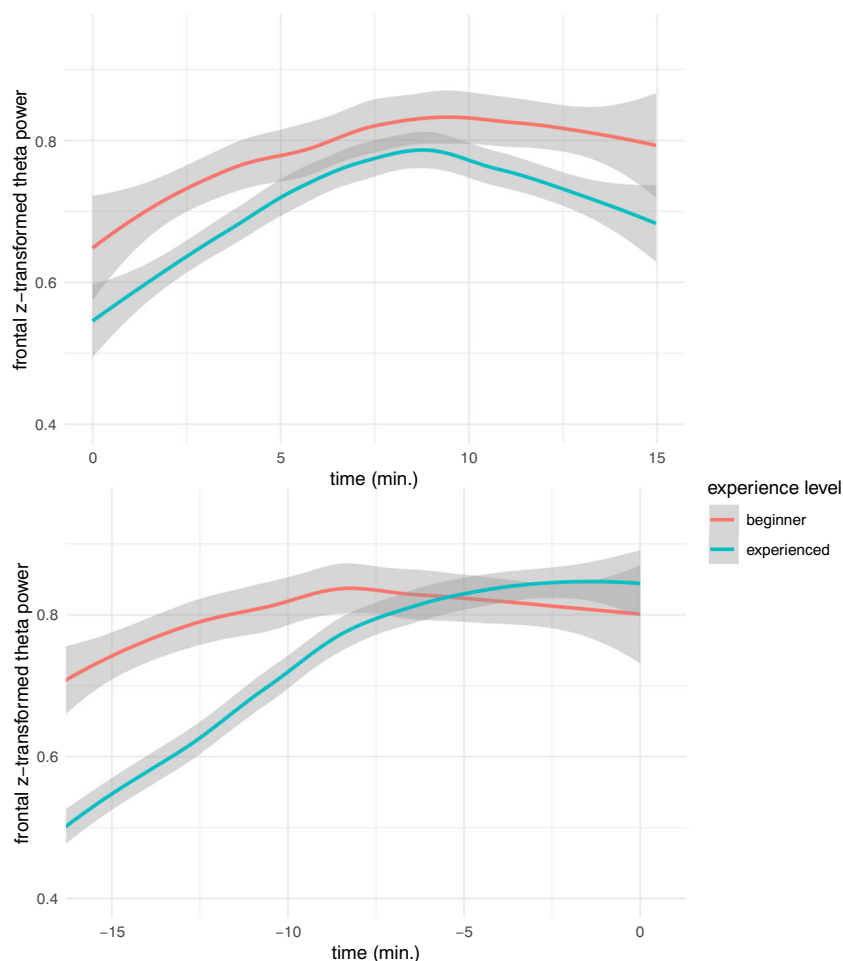 frontal z−transformed theta power
0.8
0.6
0.4
0
5
10
15
time (min.)
experience level
beginner
experienced
frontal z−transformed theta power
0.8
0.6
0.4
−15
−10
−5
0
time (min.)